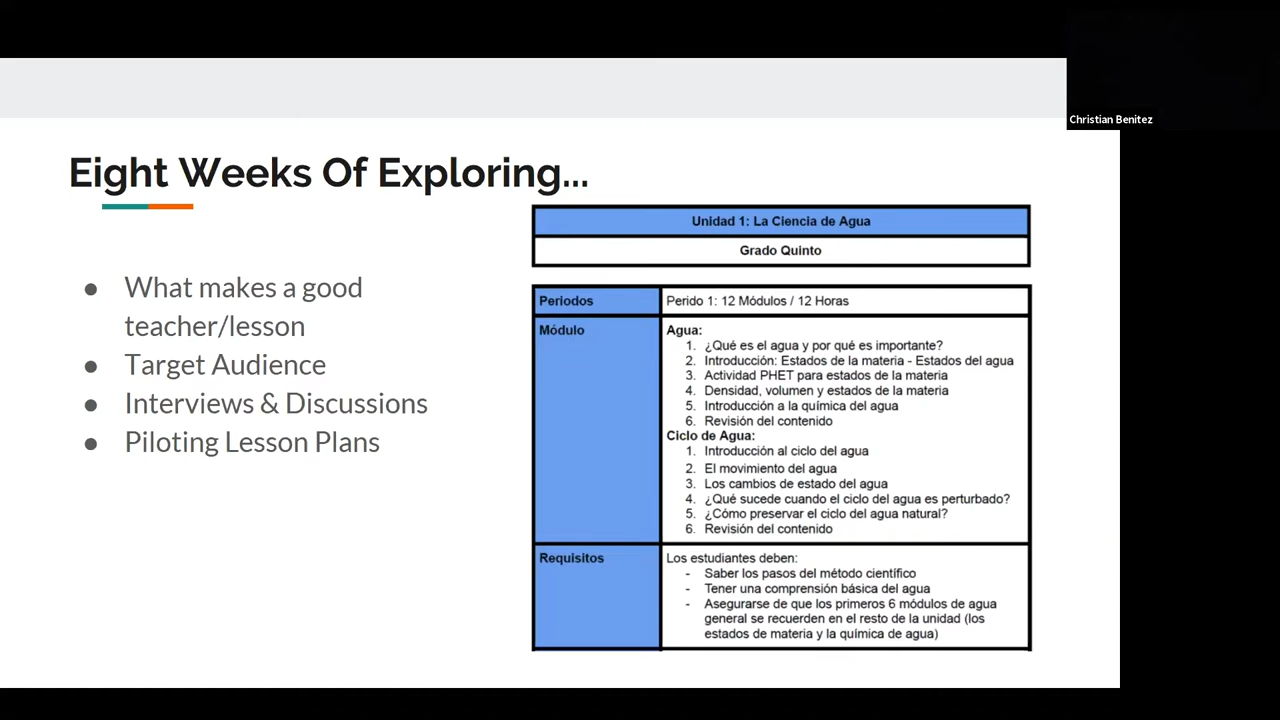 Christian Benitez
Eight Weeks Of Exploring...
● What makes a good
teacher/lesson
● Target Audience
● Interviews & Discussions
● Piloting Lesson Plans
Unidad 1: La Ciencia de Agua
Grado Quinto
Periodos
Perido 1: 12 Módulos / 12 Horas
Módulo
Agua:
1. ¿Qué es el agua y por qué es importante?
2. Introducción: Estados de la materia - Estados del agua
3. Actividad PHET para estados de la materia
4. Densidad, volumen y estados de la materia
5. Introducción a la química del agua
6. Revisión del contenido
Ciclo de Agua:
1. Introducción al ciclo del agua
2. El movimiento del agua
3. Los cambios de estado del agua
4. ¿Qué sucede cuando el ciclo del agua es perturbado?
5. ¿Cómo preservar el ciclo del agua natural?
6. Revisión del contenido
Requisitos
Los estudiantes deben:
- Saber los pasos del método científico
- Tener una comprensión básica del agua
- Asegurarse de que los primeros 6 módulos de agua
general se recuerden en el resto de la unidad (los
estados de materia y la química de agua)